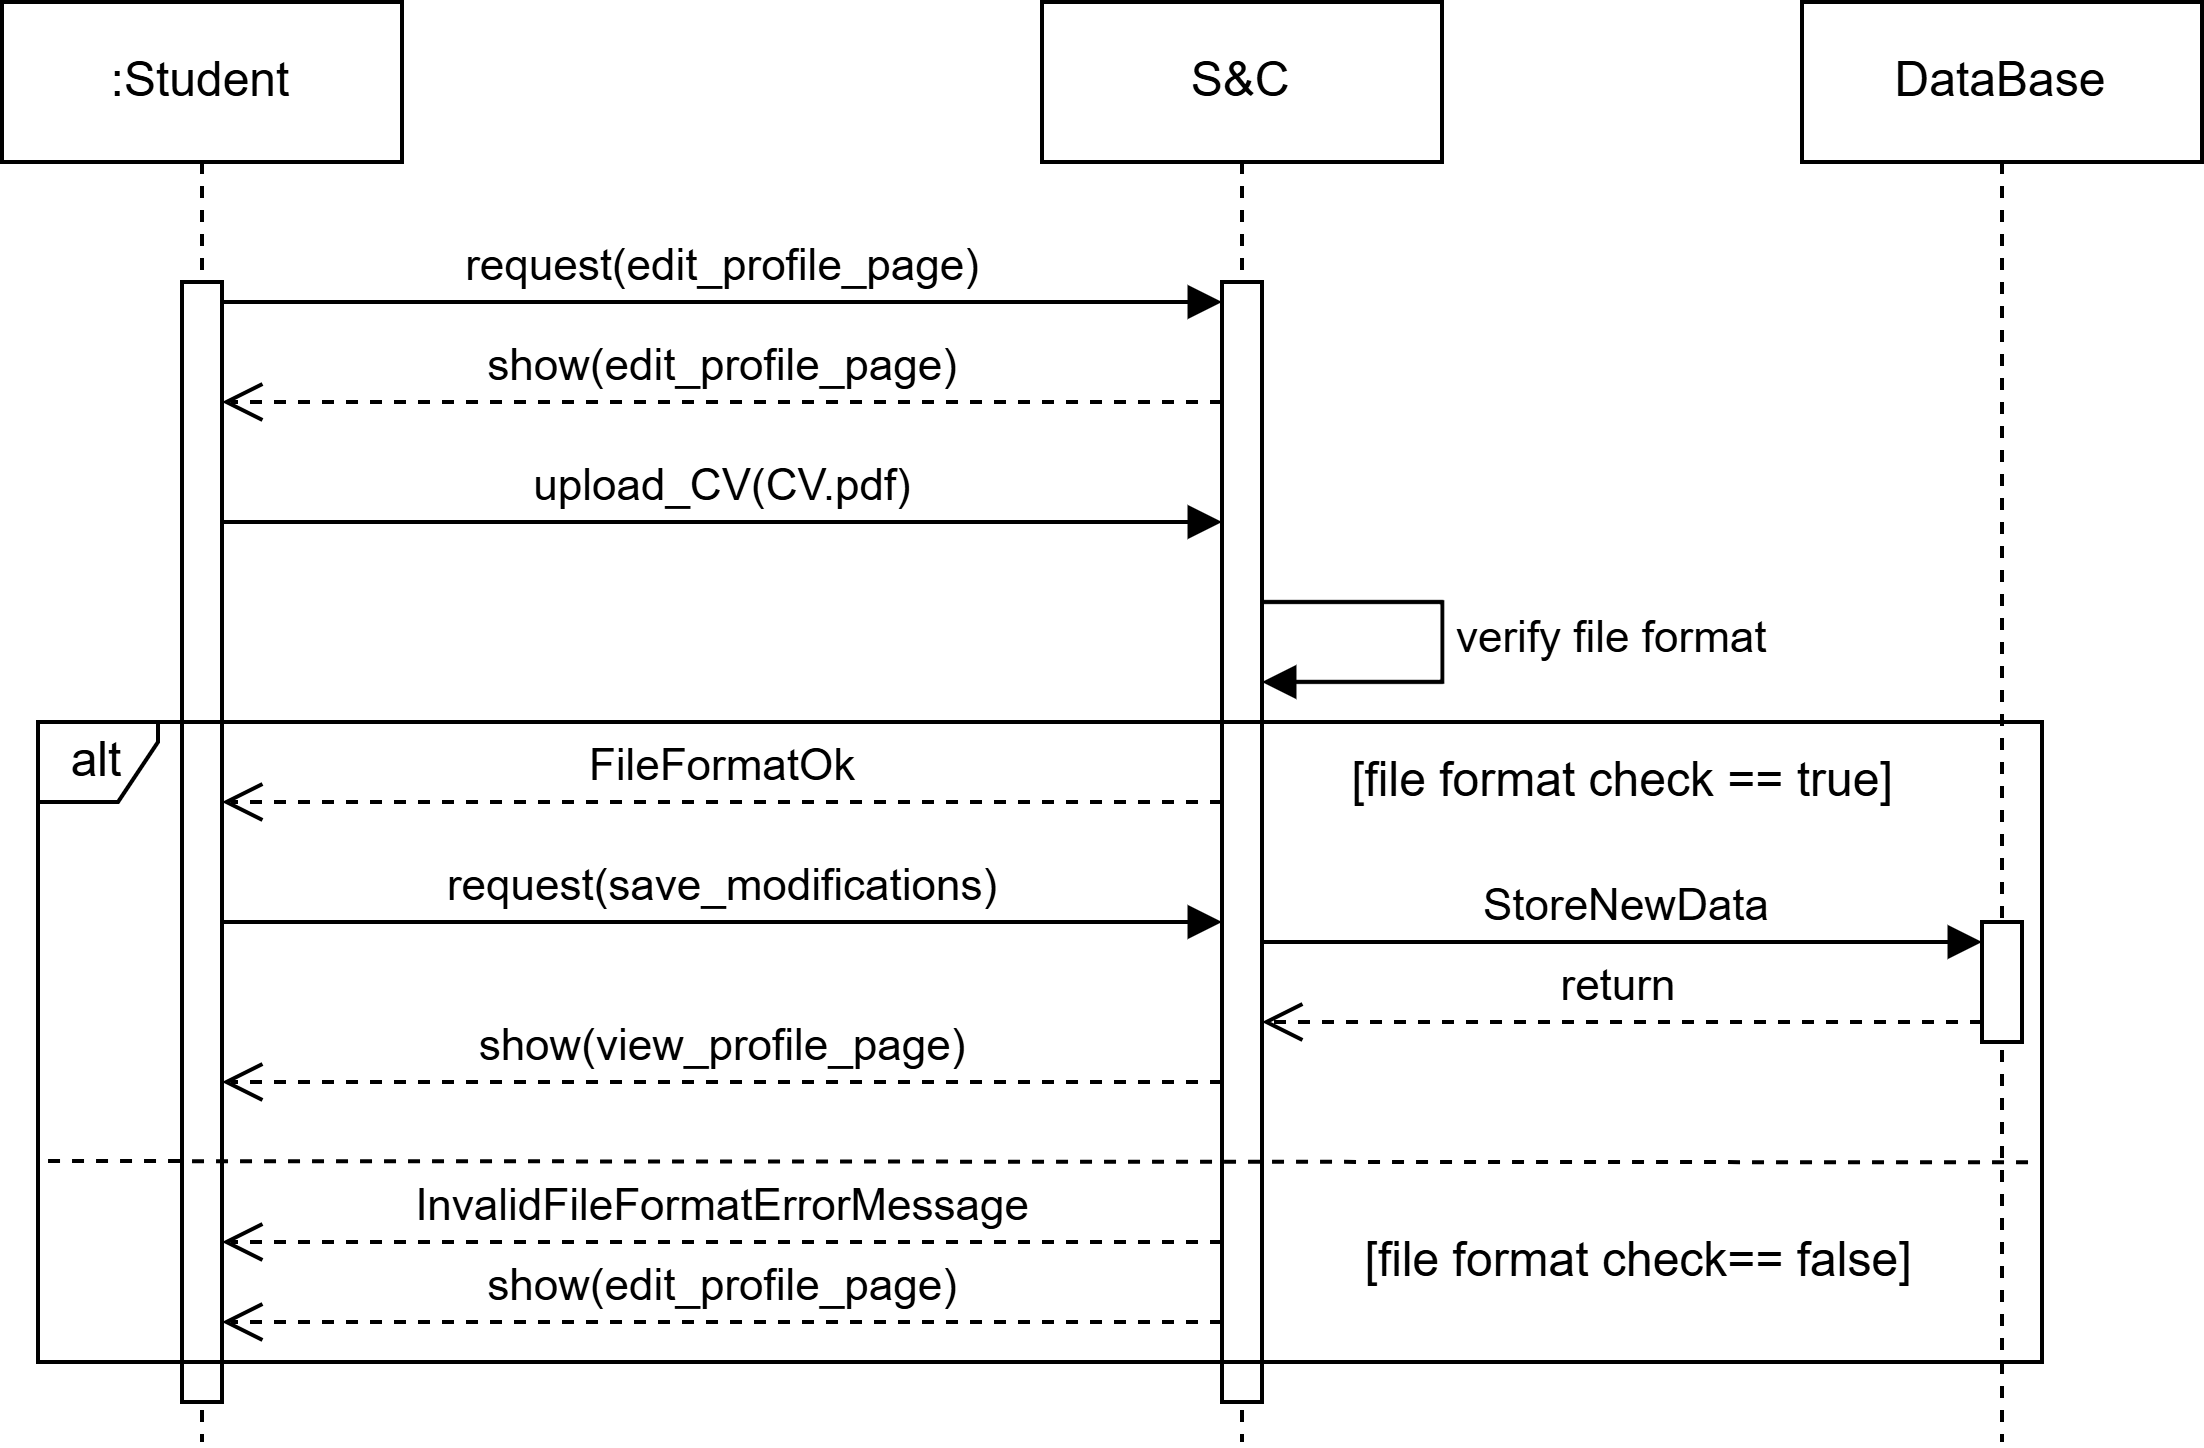 :Student
S&C
DataBase
request(edit_profile_page)
show(edit_profile_page)
upload_CV(CV.pdf)
verify file format
alt
FileFormatOk
[file format check == true]
request(save_modifications)
StoreNewData
return
show(view_profile_page)
InvalidFileFormatErrorMessage
[file format check== false]
show(edit_profile_page)